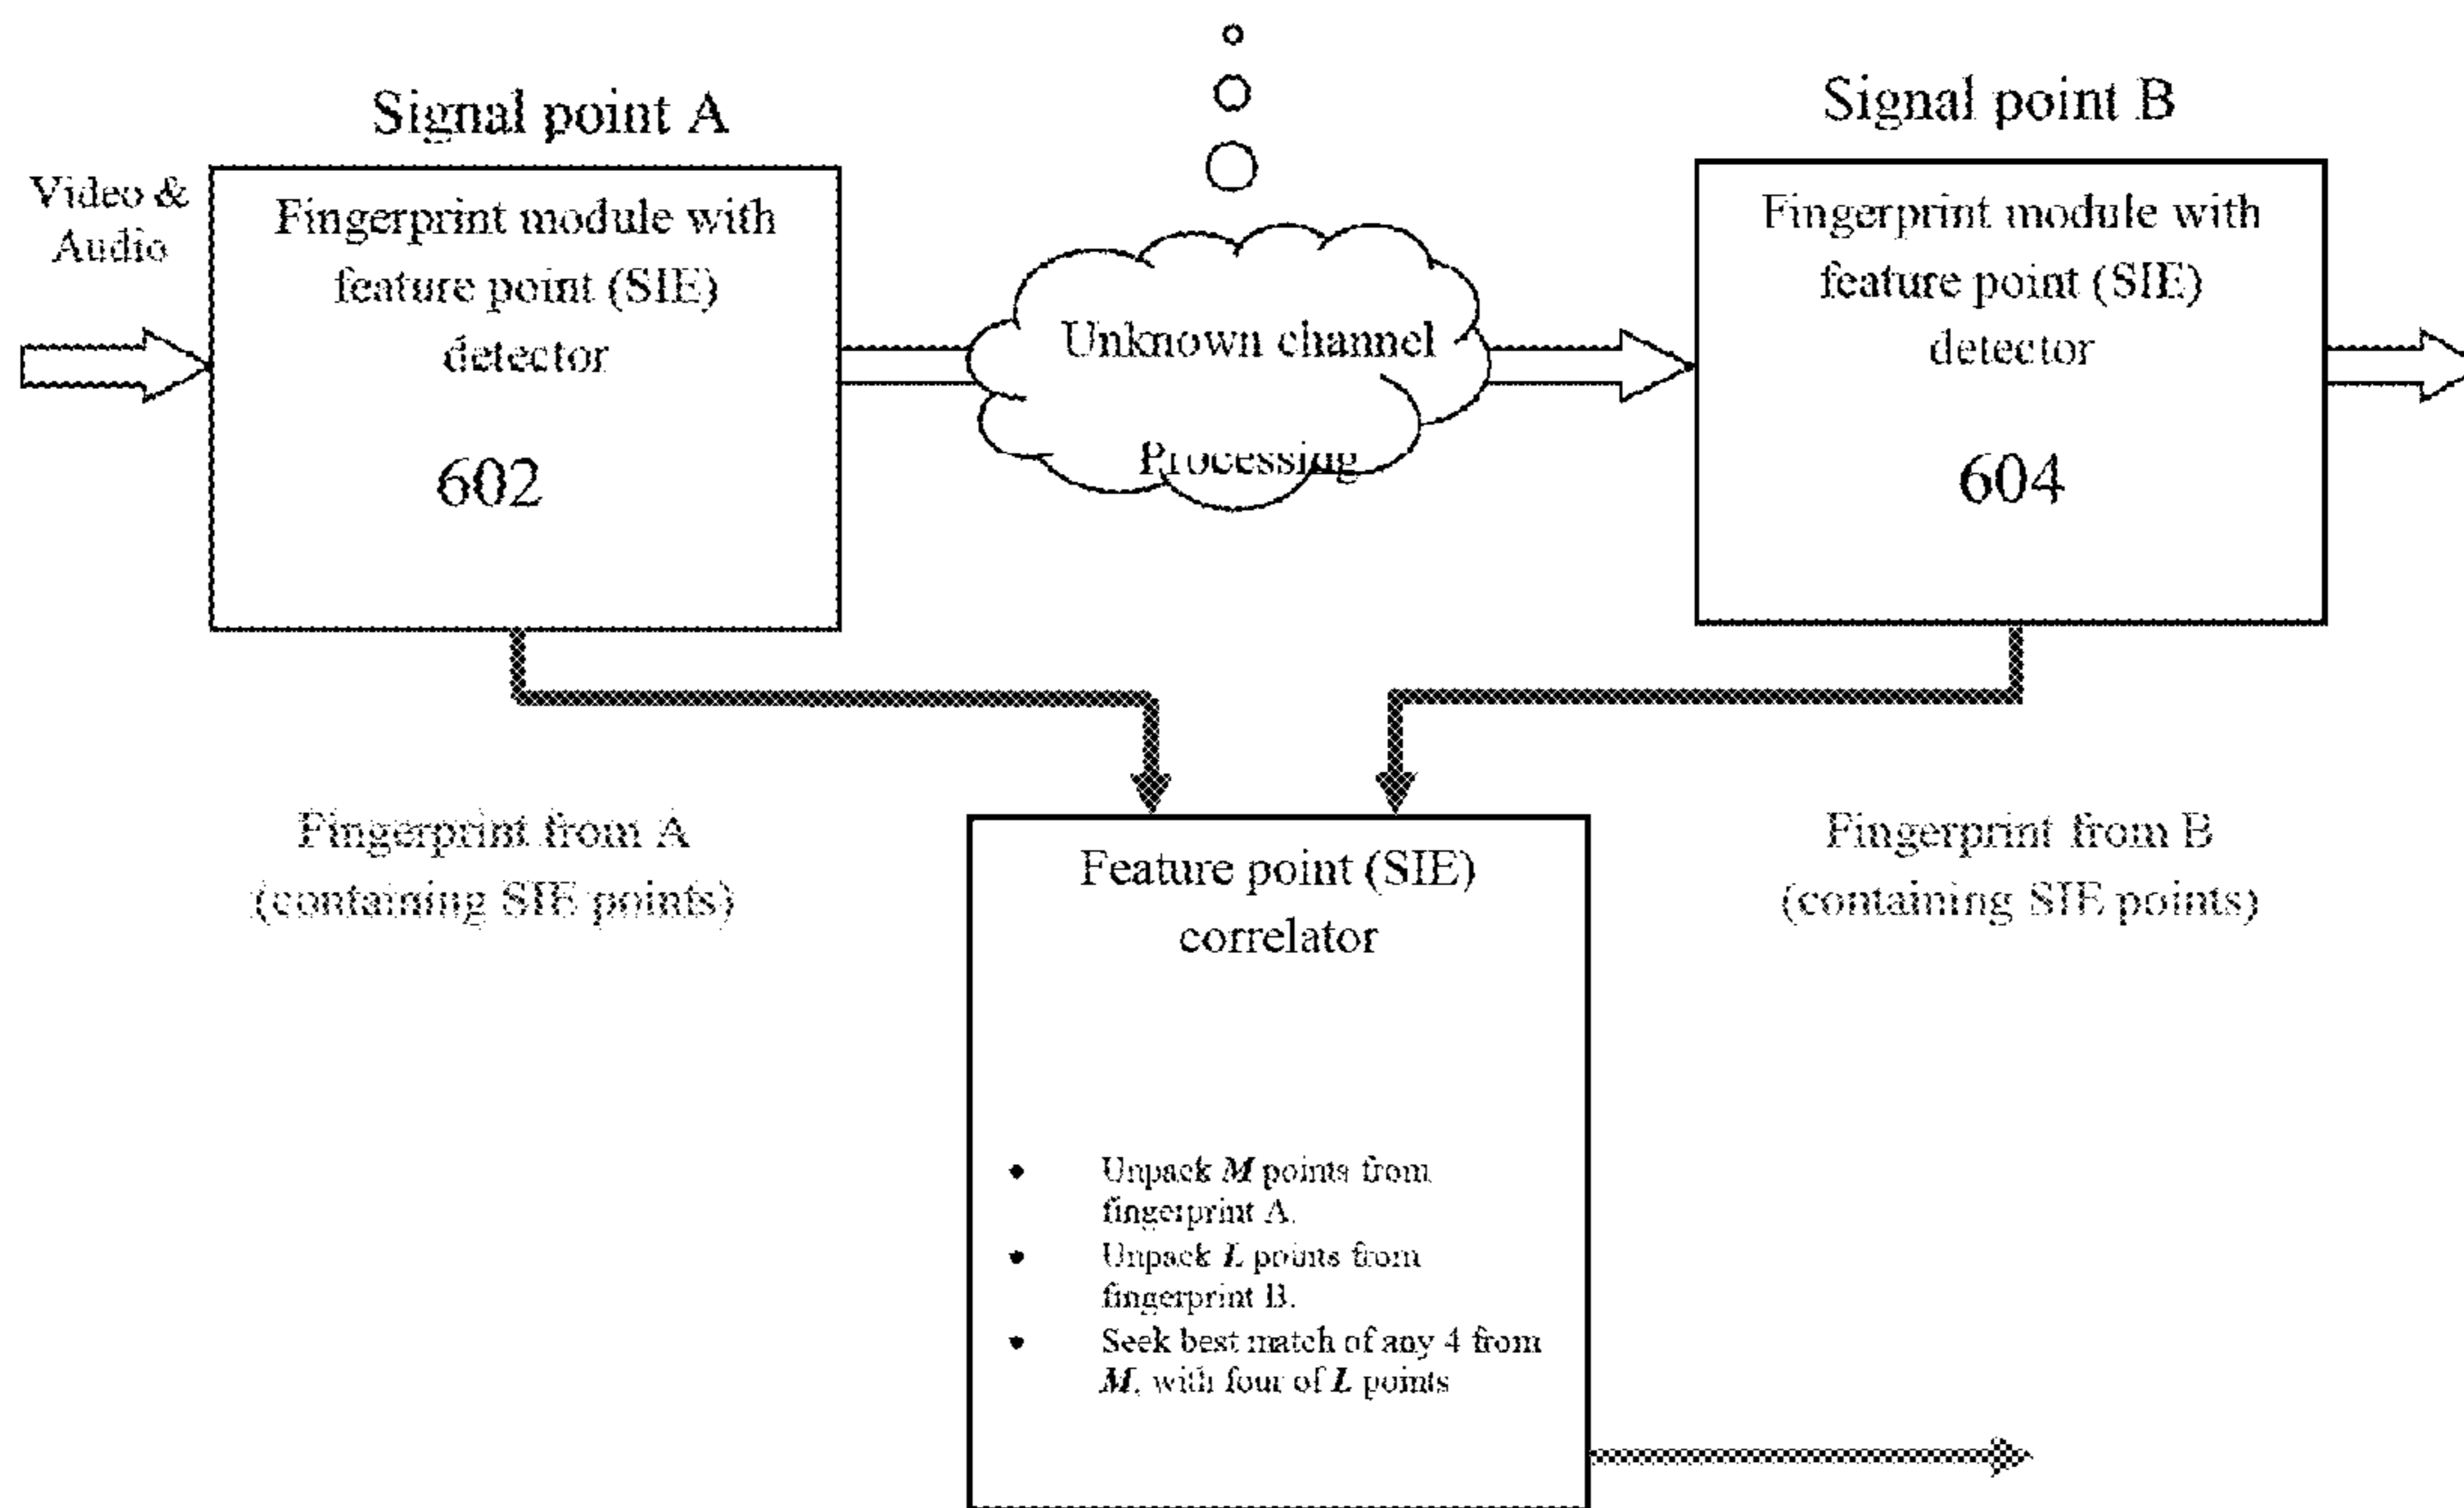 Signal point A
Signal point B
Video &
Audio
Fingerprint module with
feature point (SIE)
detector
602
Unknown channel
Processing
Fingerprint module with
feature point (SIE)
detector
604
Fingerprint from A
(containing SIE points)
Fingerprint from B
(containing SIE points)
Feature point (SIE)
correlator
• Unpack M points from
fingerprint A.
• Unpack L points from
fingerprint B.
• Seek best match of any 4 from
M, with four of L points